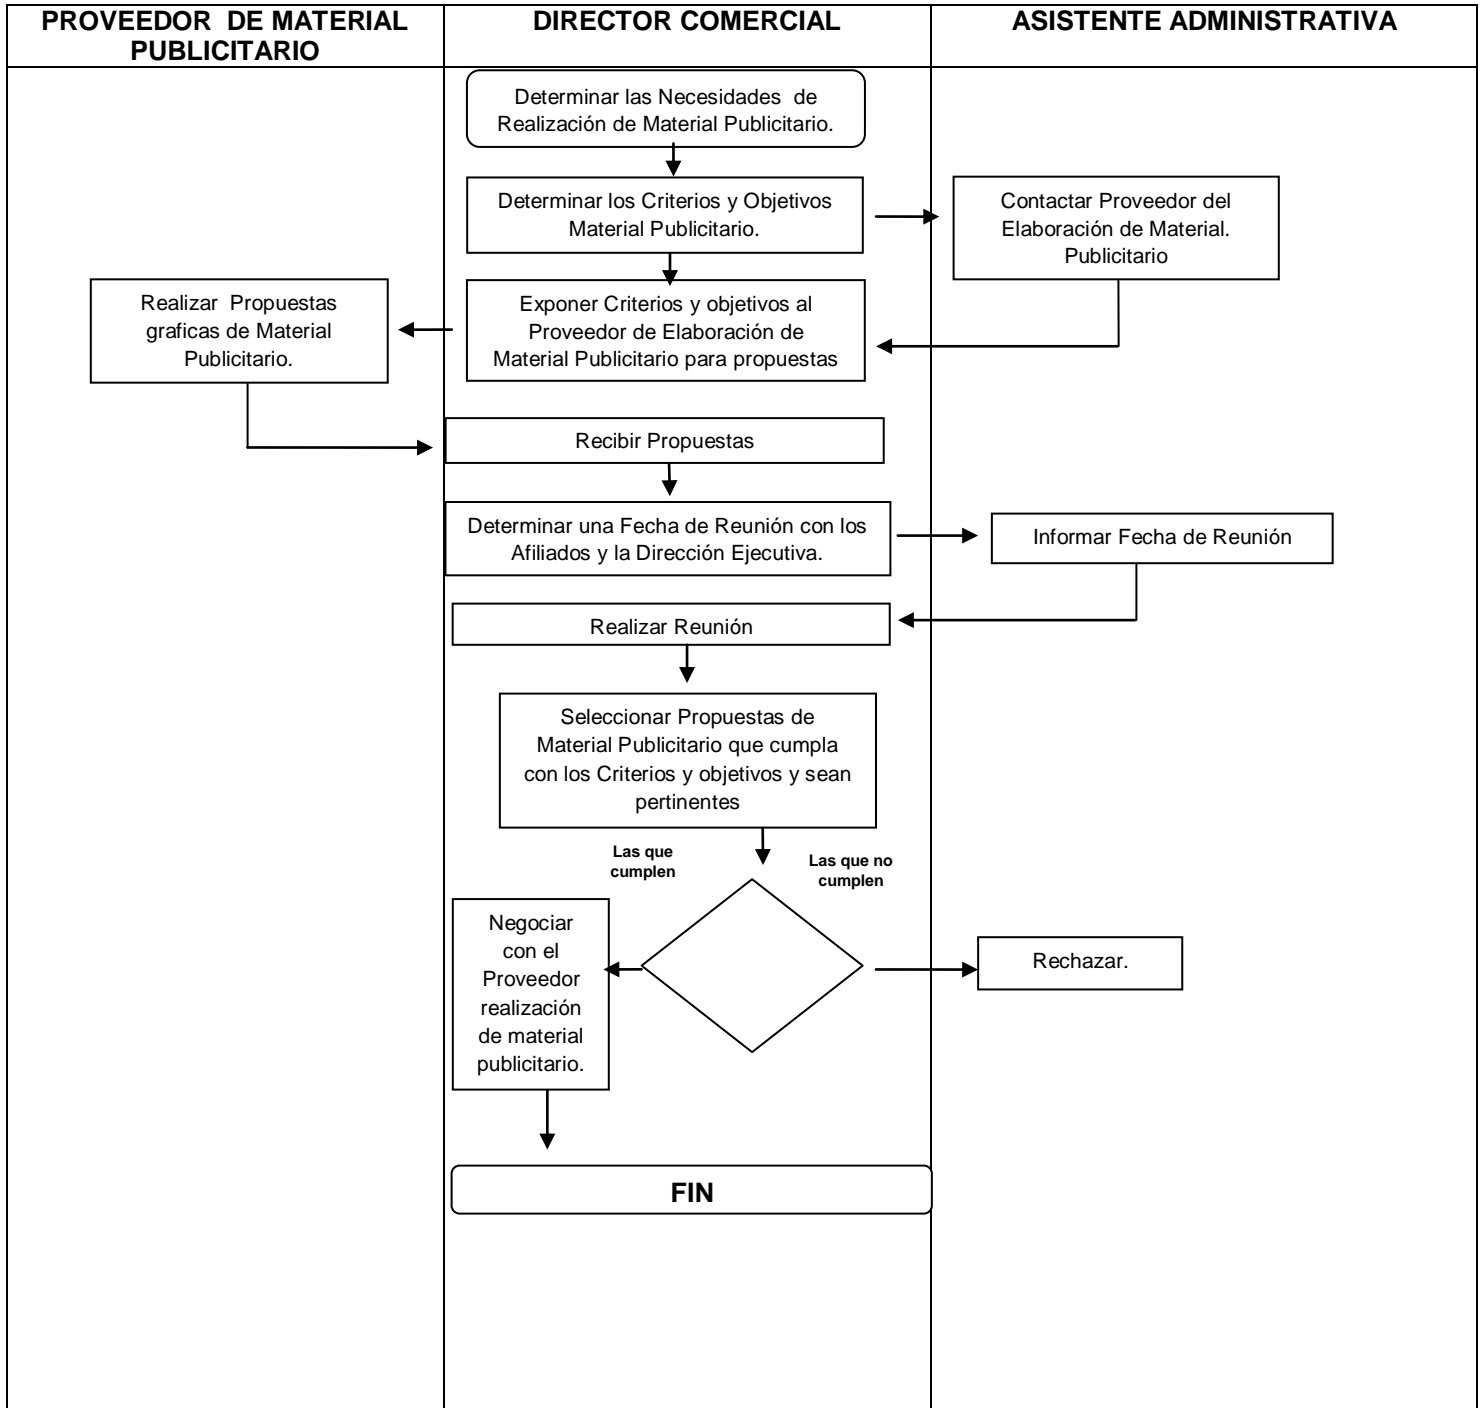 PROVEEDOR DE MATERIAL
PUBLICITARIO
DIRECTOR COMERCIAL
ASISTENTE ADMINISTRATIVA
Determinar las Necesidades de
Realización de Material Publicitario.
Determinar los Criterios y Objetivos
Material Publicitario.
Contactar Proveedor del
Elaboración de Material.
Publicitario
Realizar Propuestas
graficas de Material
Publicitario.
Exponer Criterios y objetivos al
Proveedor de Elaboración de
Material Publicitario para propuestas
Recibir Propuestas
Determinar una Fecha de Reunión con los
Afiliados y la Dirección Ejecutiva.
Informar Fecha de Reunión
Realizar Reunión
Seleccionar Propuestas de
Material Publicitario que cumpla
con los Criterios y objetivos y sean
pertinentes
Las que
cumplen
Las que no
cumplen
Negociar
con el
Proveedor
realización
de material
publicitario.
Rechazar.
FIN